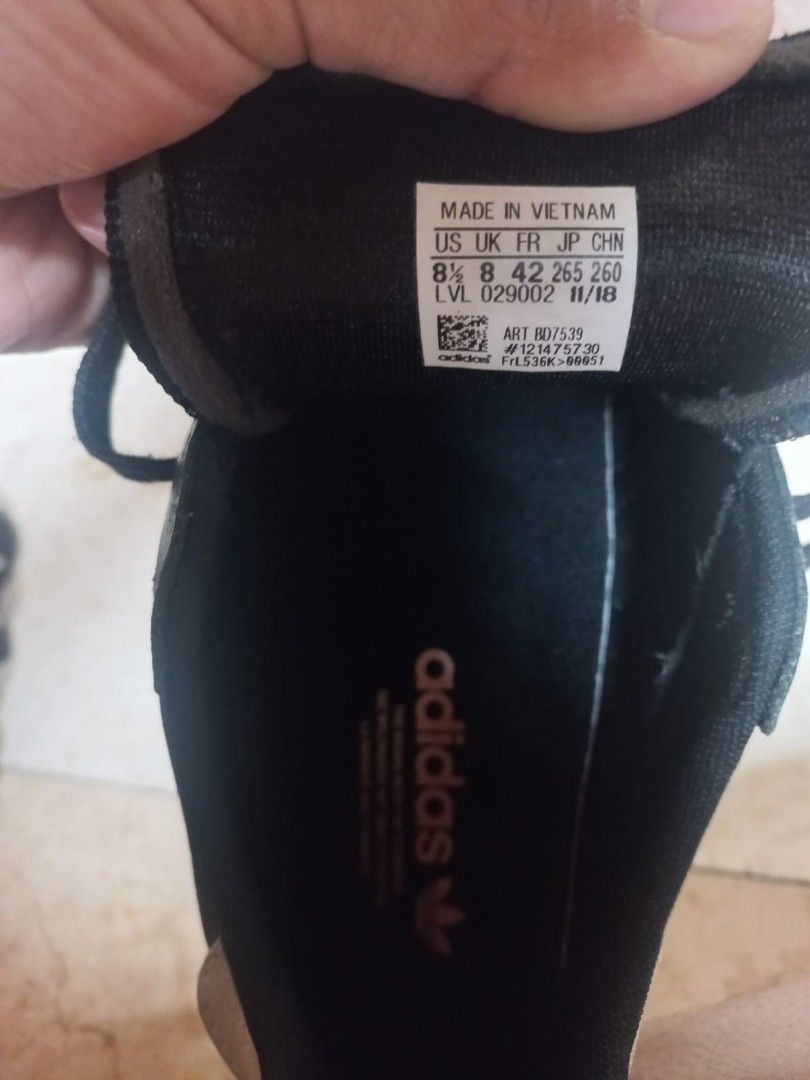 MADE IN VIETNAM
US UK FR JP CHN
8½ 8 42 265 260
LVL 029002 11/18
ART BD7539
#121475730
adidas FrL536K>00051
adidas